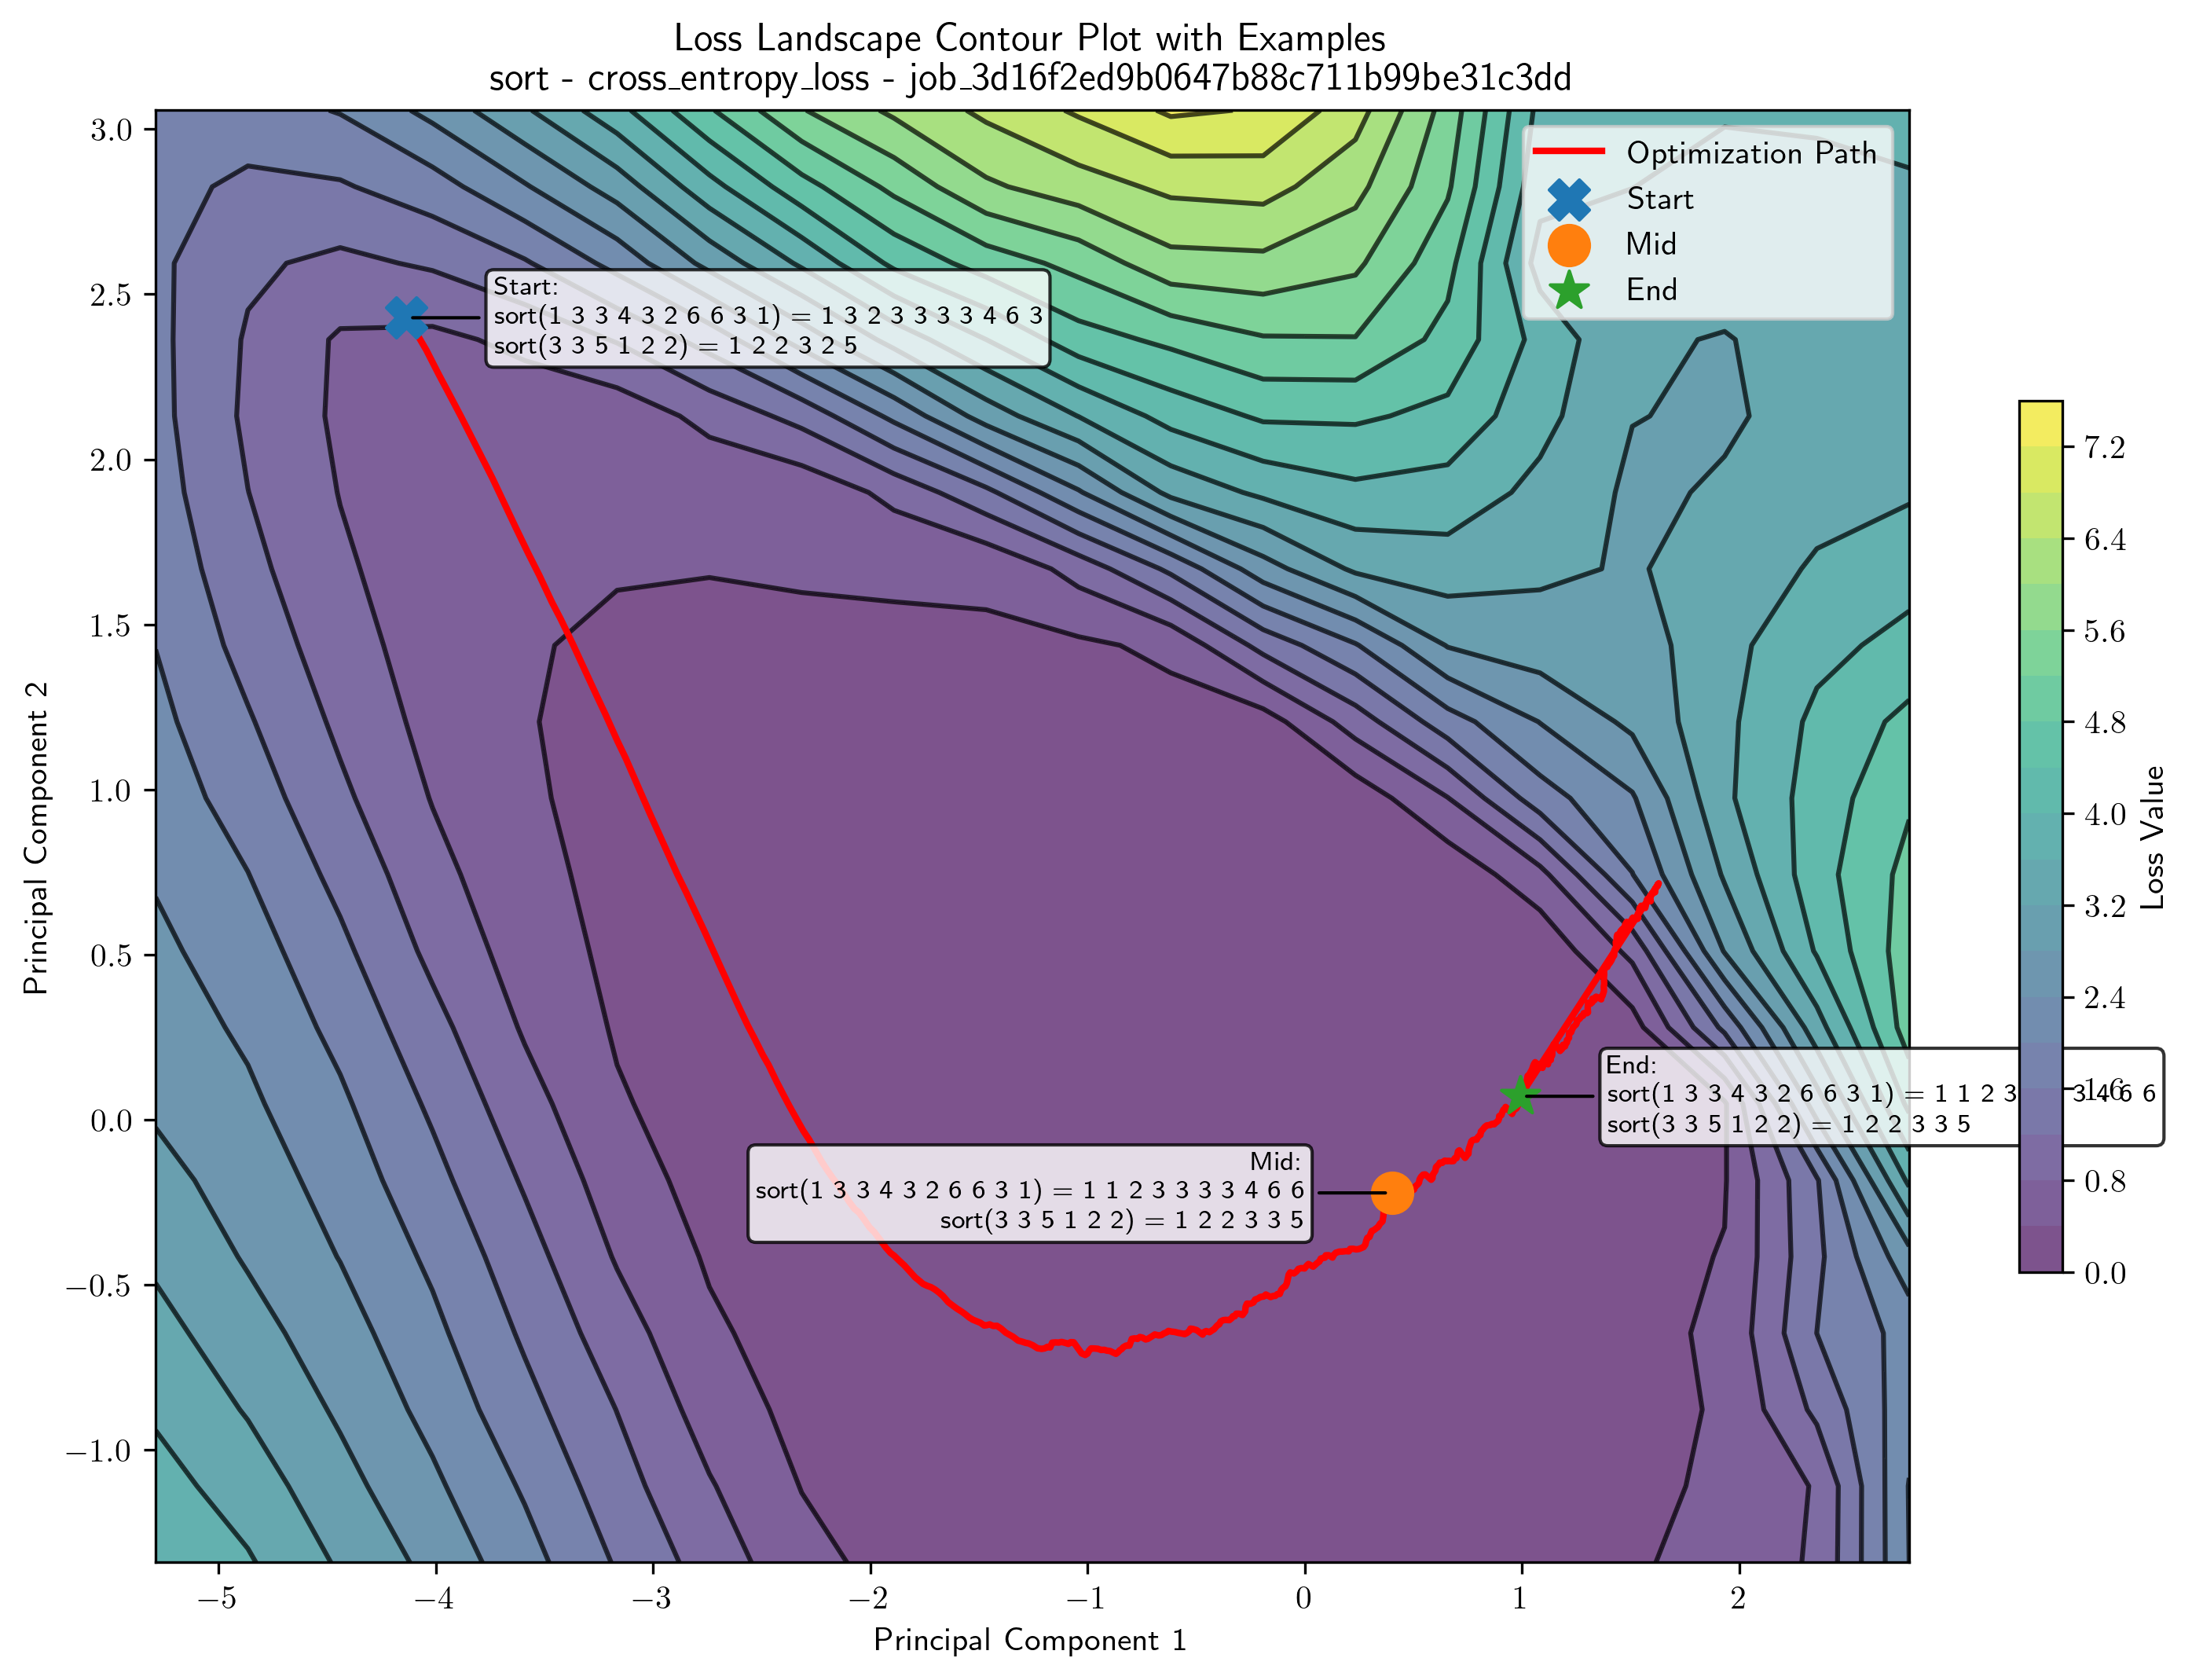 Loss Landscape Contour Plot with Examples
sort - cross_entropy_loss - job_3d16f2ed9b0647b88c711b99be31c3dd
Optimization Path
Start
Mid
End
Start:
sort(1 3 3 4 3 2 6 6 3 1) = 1 3 2 3 3 3 3 4 6 3
sort(3 3 5 1 2 2) = 1 2 2 3 2 5
Mid:
sort(1 3 3 4 3 2 6 6 3 1) = 1 1 2 3 3 3 3 4 6 6
sort(3 3 5 1 2 2) = 1 2 2 3 3 5
End:
sort(1 3 3 4 3 2 6 6 3 1) = 1 1 2 3 3 4 6 6
sort(3 3 5 1 2 2) = 1 2 2 3 3 5
3.0
2.5
2.0
1.5
1.0
0.5
0.0
−0.5
−1.0
Principal Component 2
−5
−4
−3
−2
−1
0
1
2
Principal Component 1
7.2
6.4
5.6
4.8
4.0
3.2
2.4
1.6
0.8
0.0
Loss Value